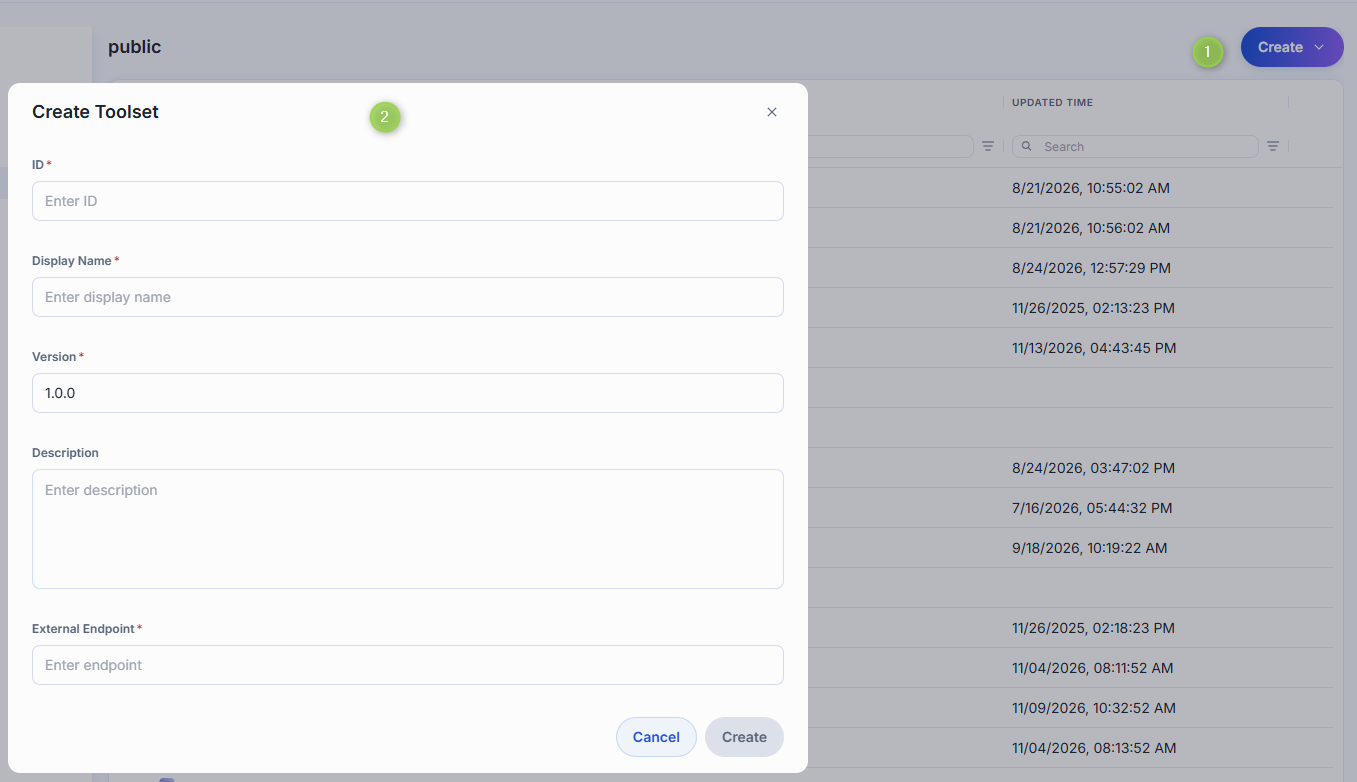 public
1
Create
Create Toolset
2
UPDATED TIME
Search
ID *
Enter ID
Display Name *
Enter display name
Version *
1.0.0
Description
Enter description
External Endpoint *
Enter endpoint
Cancel
Create
8/21/2026, 10:55:02 AM
8/21/2026, 10:56:02 AM
8/24/2026, 12:57:29 PM
11/26/2025, 02:13:23 PM
11/13/2026, 04:43:45 PM
8/24/2026, 03:47:02 PM
7/16/2026, 05:44:32 PM
9/18/2026, 10:19:22 AM
11/26/2025, 02:18:23 PM
11/04/2026, 08:11:52 AM
11/09/2026, 10:32:52 AM
11/04/2026, 08:13:52 AM